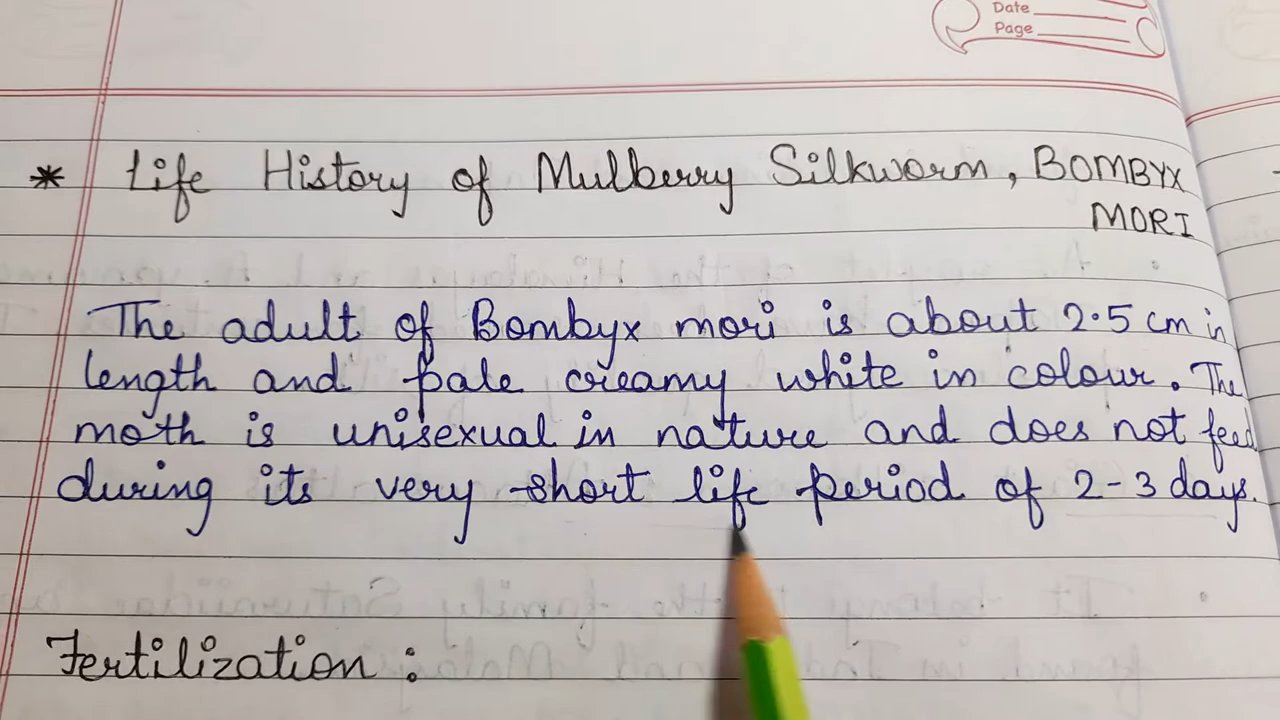 Date
Page
* Life History of Mulberry Silkworm, BOMBYX
MORI
The adult of Bombyx mori is about 2.5 cm in
length and pale creamy white in colour. The
moth is unisexual in nature and does not feed
during its very short life period of 2-3 days.
Fertilization :